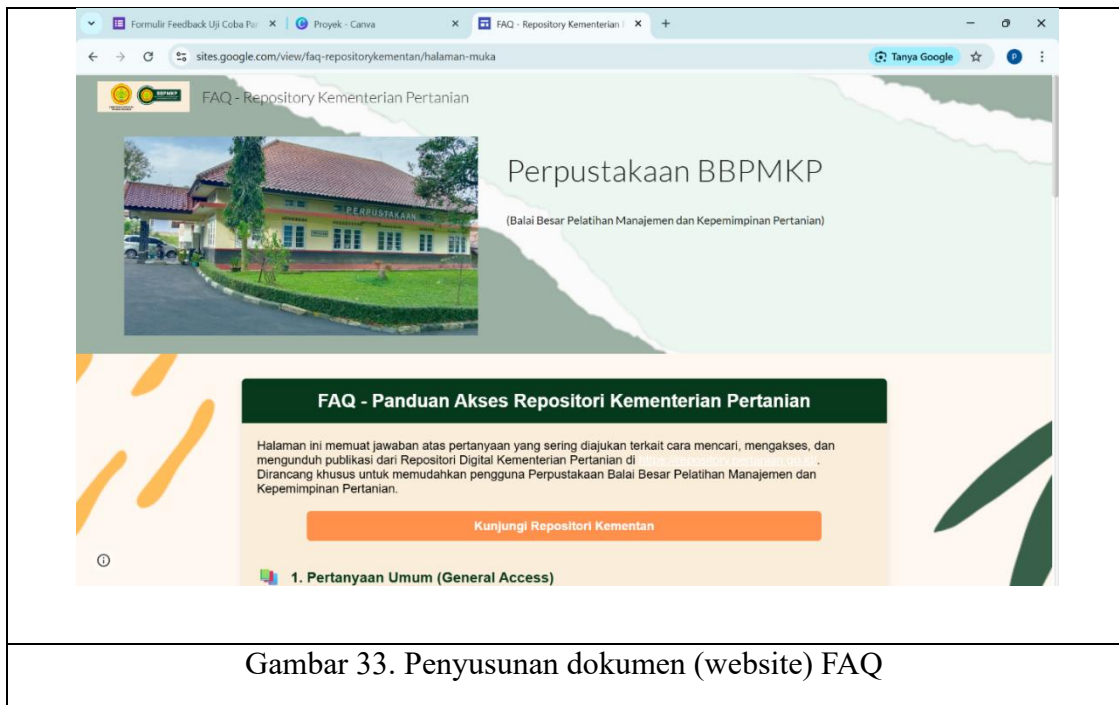 Formulir Feedback Uji Coba Par
Proyek - Canva
FAQ - Repository Kementerian
sites.google.com/view/faq-repositorykementan/halaman-muka
Tanya Google
P
BBPMKP
FAQ - Repository Kementerian Pertanian
PERPUSTAKAAN
Perpustakaan BBPMKP
(Balai Besar Pelatihan Manajemen dan Kepemimpinan Pertanian)
FAQ - Panduan Akses Repositori Kementerian Pertanian
Halaman ini memuat jawaban atas pertanyaan yang sering diajukan terkait cara mencari, mengakses, dan
mengunduh publikasi dari Repositori Digital Kementerian Pertanian di .
Dirancang khusus untuk memudahkan pengguna Perpustakaan Balai Besar Pelatihan Manajemen dan
Kepemimpinan Pertanian.
Kunjungi Repositori Kementan
1. Pertanyaan Umum (General Access)
Gambar 33. Penyusunan dokumen (website) FAQ